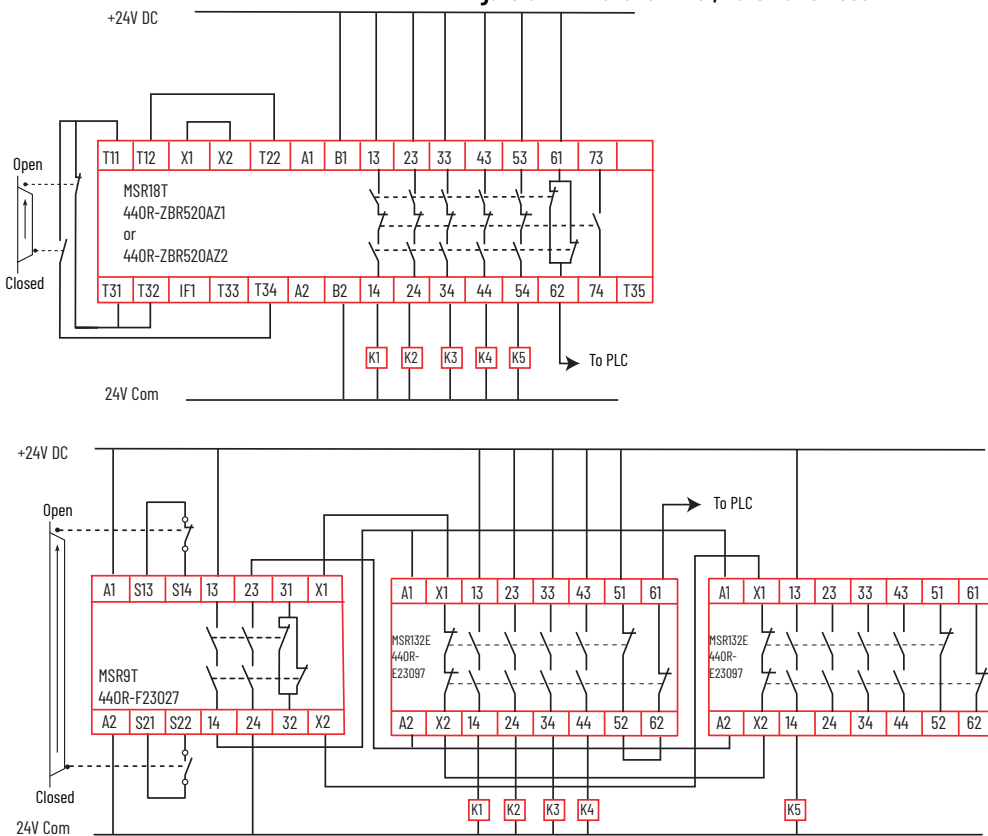 +24V DC
T11 T12 X1 X2 T22 A1 B1 13 23 33 43 53 61 73
Open
MSR18T
440R-ZBR520AZ1
or
440R-ZBR520AZ2
Closed
T31 T32 IF1 T33 T34 A2 B2 14 24 34 44 54 62 74 T35
K1 K2 K3 K4 K5
To PLC
24V Com
+24V DC
To PLC
Open
A1 S13 S14 13 23 31 X1
A1 X1 13 23 33 43 51 61
A1 X1 13 23 33 43 51 61
MSR9T
440R-F23027
MSR132E
440R-
E23097
MSR132E
440R-
E23097
A2 S21 S22 14 24 32 X2
A2 X2 14 24 34 44 52 62
A2 X2 14 24 34 44 52 62
Closed
K1 K2 K3 K4
K5
24V Com